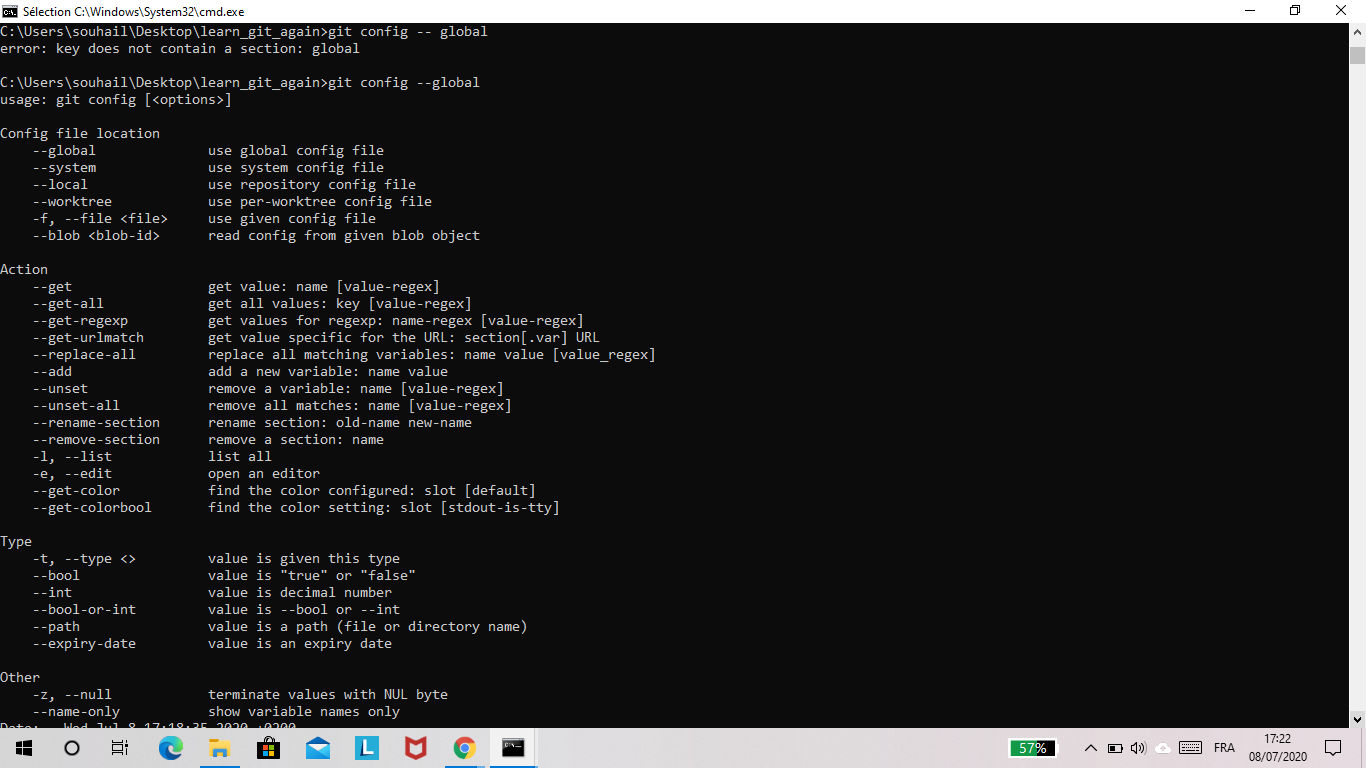 Sélection C:\Windows\System32\cmd.exe
C:\Users\souhail\Desktop\learn_git_again>git config -- global
error: key does not contain a section: global
C:\Users\souhail\Desktop\learn_git_again>git config --global
usage: git config [<options>]
Config file location
--global use global config file
--system use system config file
--local use repository config file
--worktree use per-worktree config file
-f, --file <file> use given config file
--blob <blob-id> read config from given blob object
Action
--get get value: name [value-regex]
--get-all get all values: key [value-regex]
--get-regexp get values for regexp: name-regex [value-regex]
--get-urlmatch get value specific for the URL: section[.var] URL
--replace-all replace all matching variables: name value [value_regex]
--add add a new variable: name value
--unset remove a variable: name [value-regex]
--unset-all remove all matches: name [value-regex]
--rename-section rename section: old-name new-name
--remove-section remove a section: name
-l, --list list all
-e, --edit open an editor
--get-color find the color configured: slot [default]
--get-colorbool find the color setting: slot [stdout-is-tty]
Type
-t, --type <> value is given this type
--bool value is "true" or "false"
--int value is decimal number
--bool-or-int value is --bool or --int
--path value is a path (file or directory name)
--expiry-date value is an expiry date
Other
-z, --null terminate values with NUL byte
--name-only show variable names only
Date: Wed Jul 8 17:18:35 2020 +0200
57% FRA 17:22
08/07/2020